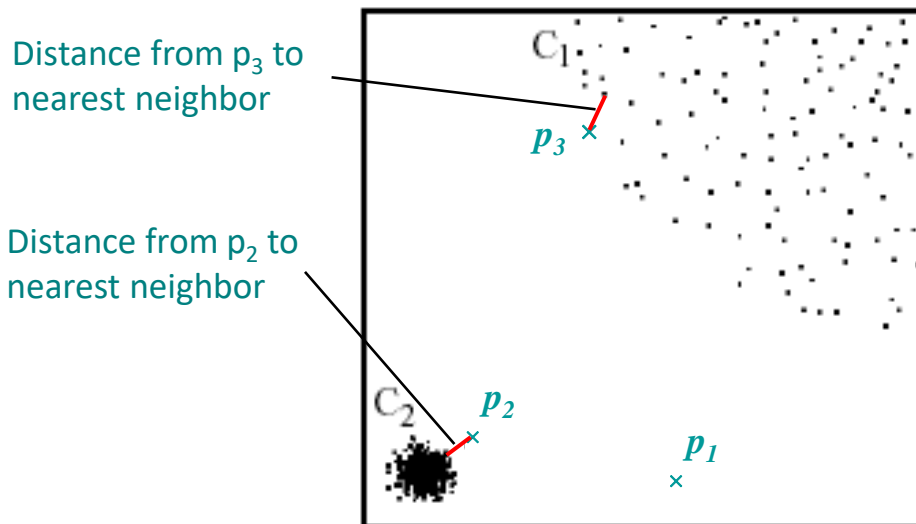 Distance from p₃ to
nearest neighbor
C₁
p₃
Distance from p₂ to
nearest neighbor
C₂
p₂
p₁